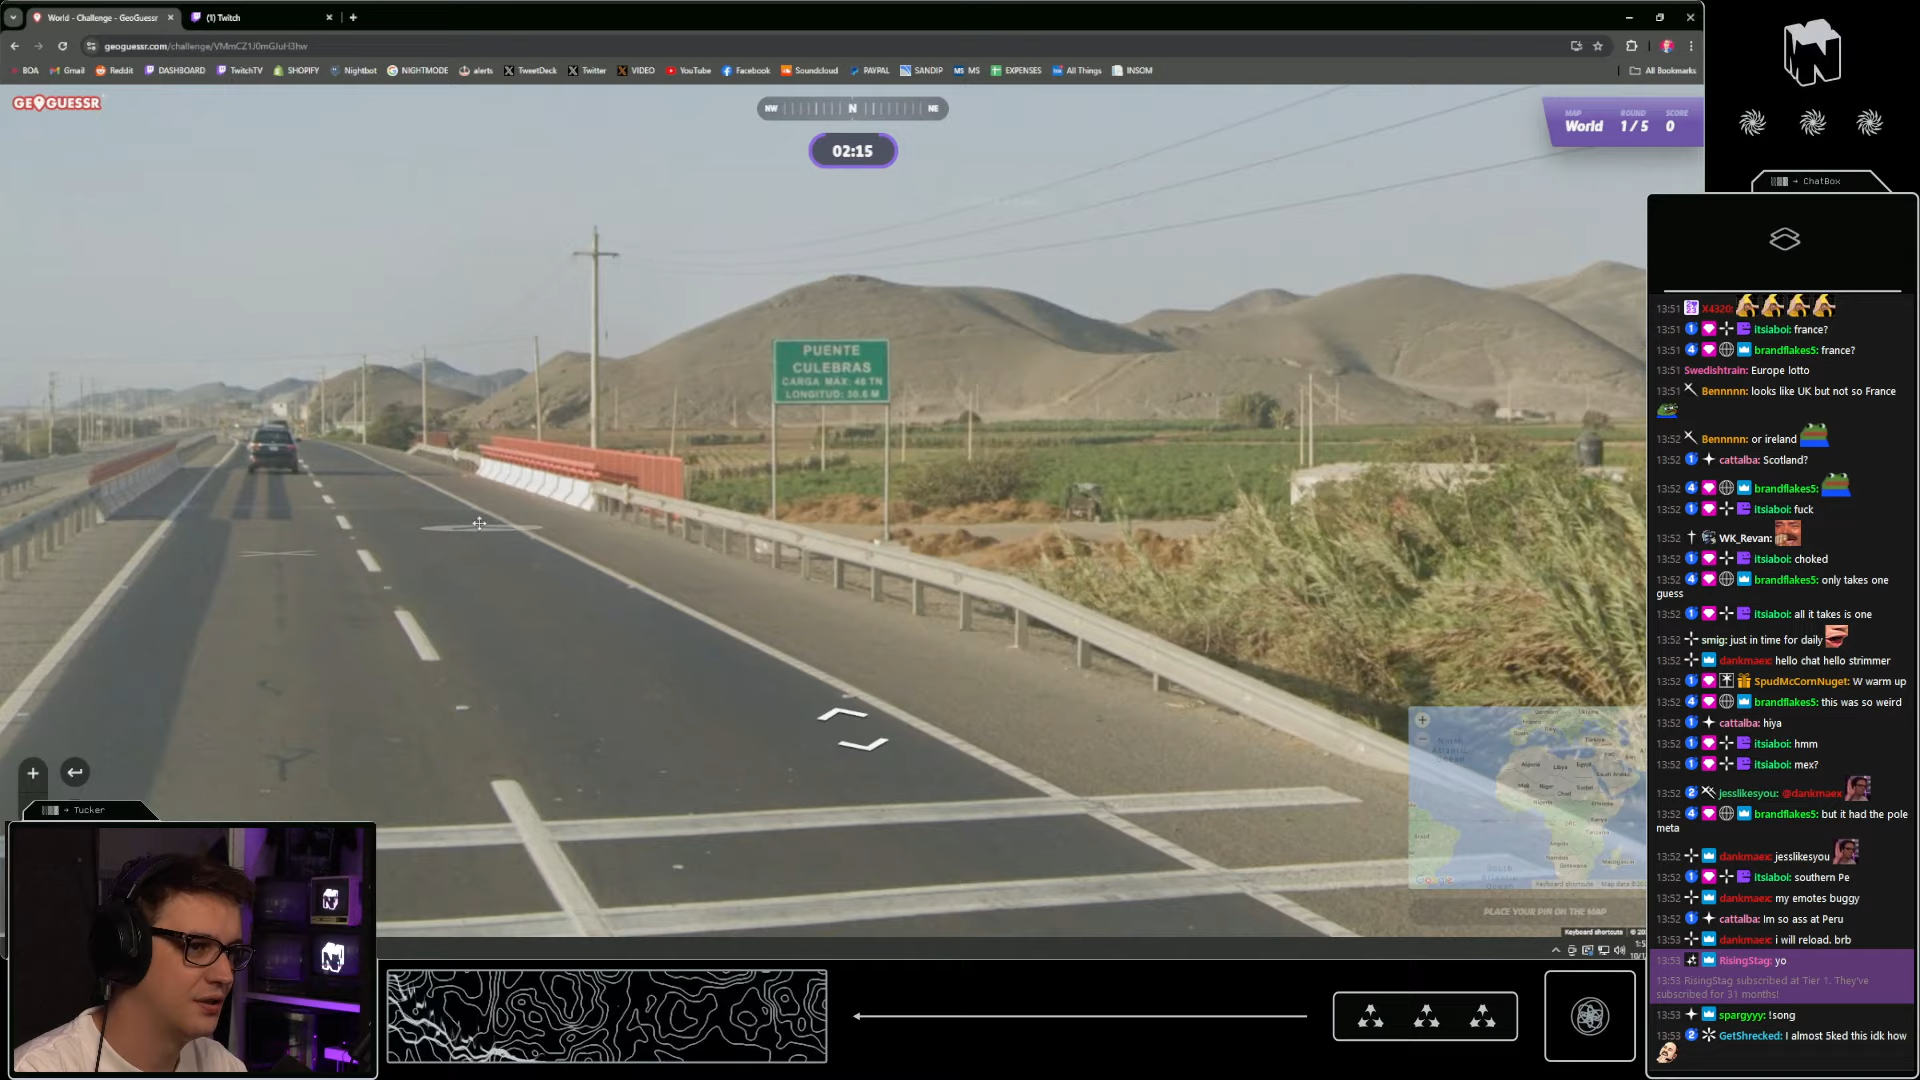 World - Challenge - GeoGuessr
(1) Twitch
geoguessr.com/challenge/VMmCZ1J0mGJuH3hw
BOA
Gmail
Reddit
DASHBOARD
TwitchTV
SHOPIFY
Nightbot
NIGHTMODE
alerts
TweetDeck
Twitter
VIDEO
YouTube
Facebook
Soundcloud
PAYPAL
SANDIP
MS
EXPENSES
All Things
INSOM
All Bookmarks
GEOGUESSR
NW N NE
02:15
MAP ROUND SCORE
World 1 / 5 0
PUENTE
CULEBRAS
CARGA MAX: 48 TN
LONGITUD: 30.6 M
PLACE YOUR PIN ON THE MAP
Keyboard shortcuts
Tucker
ChatBox
13:51 X4320:
13:51 itsiaboi: france?
13:51 brandflakes5: france?
13:51 Swedishtrain: Europe lotto
13:51 Bennnnn: looks like UK but not so France
13:52 Bennnnn: or ireland
13:52 cattalba: Scotland?
13:52 brandflakes5:
13:52 itsiaboi: fuck
13:52 WK_Revan:
13:52 itsiaboi: choked
13:52 brandflakes5: only takes one
guess
13:52 itsiaboi: all it takes is one
13:52 smig: just in time for daily
13:52 dankmaex: hello chat hello strimmer
13:52 SpudMcCornNuget: W warm up
13:52 brandflakes5: this was so weird
13:52 cattalba: hiya
13:52 itsiaboi: hmm
13:52 itsiaboi: mex?
13:52 jesslikesyou: @dankmaex
13:52 brandflakes5: but it had the pole
meta
13:52 dankmaex: jesslikesyou
13:52 itsiaboi: southern Pe
13:52 dankmaex: my emotes buggy
13:52 cattalba: Im so ass at Peru
13:53 dankmaex: i will reload. brb
13:53 RisingStag: yo
13:53 RisingStag subscribed at Tier 1. They've
subscribed for 31 months!
13:53 spargyyy: !song
13:53 GetShrecked: I almost 5ked this idk how